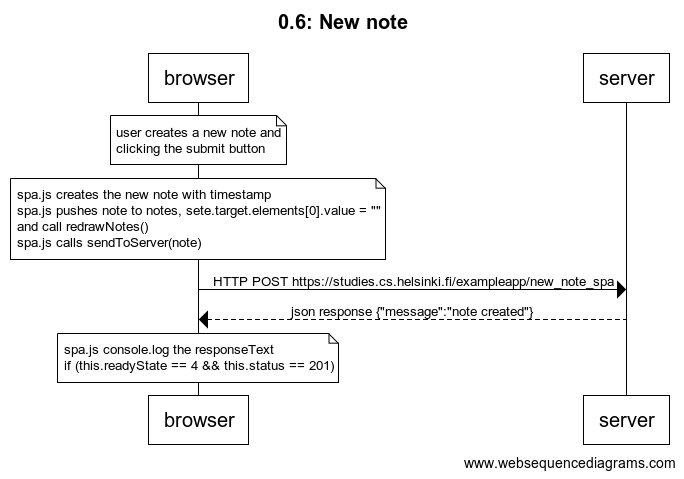 0.6: New note
browser
server
user creates a new note and
clicking the submit button
spa.js creates the new note with timestamp
spa.js pushes note to notes, sete.target.elements[0].value = ""
and call redrawNotes()
spa.js calls sendToServer(note)
HTTP POST https://studies.cs.helsinki.fi/exampleapp/new_note_spa
json response {"message":"note created"}
spa.js console.log the responseText
if (this.readyState == 4 && this.status == 201)
browser
server
www.websequencediagrams.com